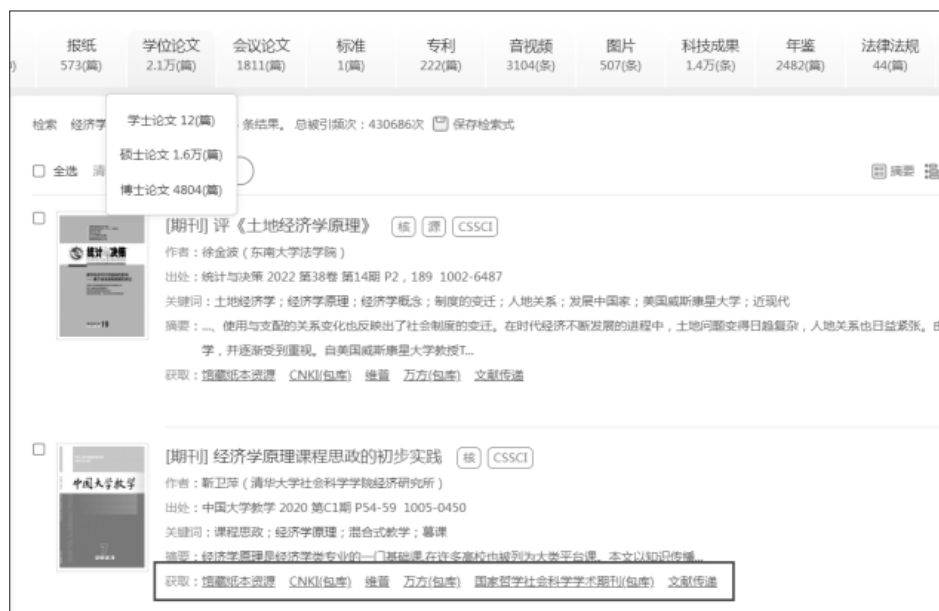 报纸 学位论文 会议论文 标准 专利 音视频 图片 科技成果 年鉴 法律法规
573(篇) 2.1万(篇) 1811(篇) 1(篇) 222(篇) 3104(条) 507(条) 1.4万(条) 2482(篇) 44(篇)
学士论文 12(篇)
硕士论文 1.6万(篇)
博士论文 4804(篇)
检索 经济学 条结果。 总被引频次：430686次 保存检索式
全选 清 摘要
[期刊] 评《土地经济学原理》 核 源 CSSCI
作者：徐金波（东南大学法学院）
出处：统计与决策 2022 第38卷 第14期 P2，189 1002-6487
关键词：土地经济学；经济学原理；经济学概念；制度的变迁；人地关系；发展中国家；美国威斯康星大学；近现代
摘要：...、使用与支配的关系变化也反映出了社会制度的变迁。在时代经济不断发展的进程中，土地问题变得日趋复杂，人地关系也日益紧张。由
学，并逐渐受到重视。自美国威斯康星大学教授T...
获取：馆藏纸本资源 CNKI(包库) 维普 万方(包库) 文献传递
统计与决策
[期刊] 经济学原理课程思政的初步实践 核 CSSCI
作者：靳卫萍（清华大学社会科学学院经济研究所）
出处：中国大学教学 2020 第C1期 P54-59 1005-0450
关键词：课程思政；经济学原理；混合式教学；慕课
摘要：经济学原理是经济学类专业的一门基础课,在许多高校也被列为大类平台课。本文以知识传播...
获取：馆藏纸本资源 CNKI(包库) 维普 万方(包库) 国家哲学社会科学学术期刊(包库) 文献传递
中国大学教学